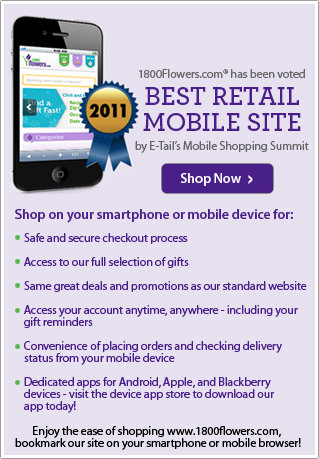 1800Flowers.com® has been voted
BEST RETAIL
MOBILE SITE
by E-Tail's Mobile Shopping Summit
2011
flowers.com
Categories
Shop Now ›
Shop on your smartphone or mobile device for:
• Safe and secure checkout process
• Access to our full selection of gifts
• Same great deals and promotions as our standard website
• Access your account anytime, anywhere - including your
gift reminders
• Convenience of placing orders and checking delivery
status from your mobile device
• Dedicated apps for Android, Apple, and Blackberry
devices - visit the device app store to download our
app today!
Enjoy the ease of shopping www.1800flowers.com,
bookmark our site on your smartphone or mobile browser!